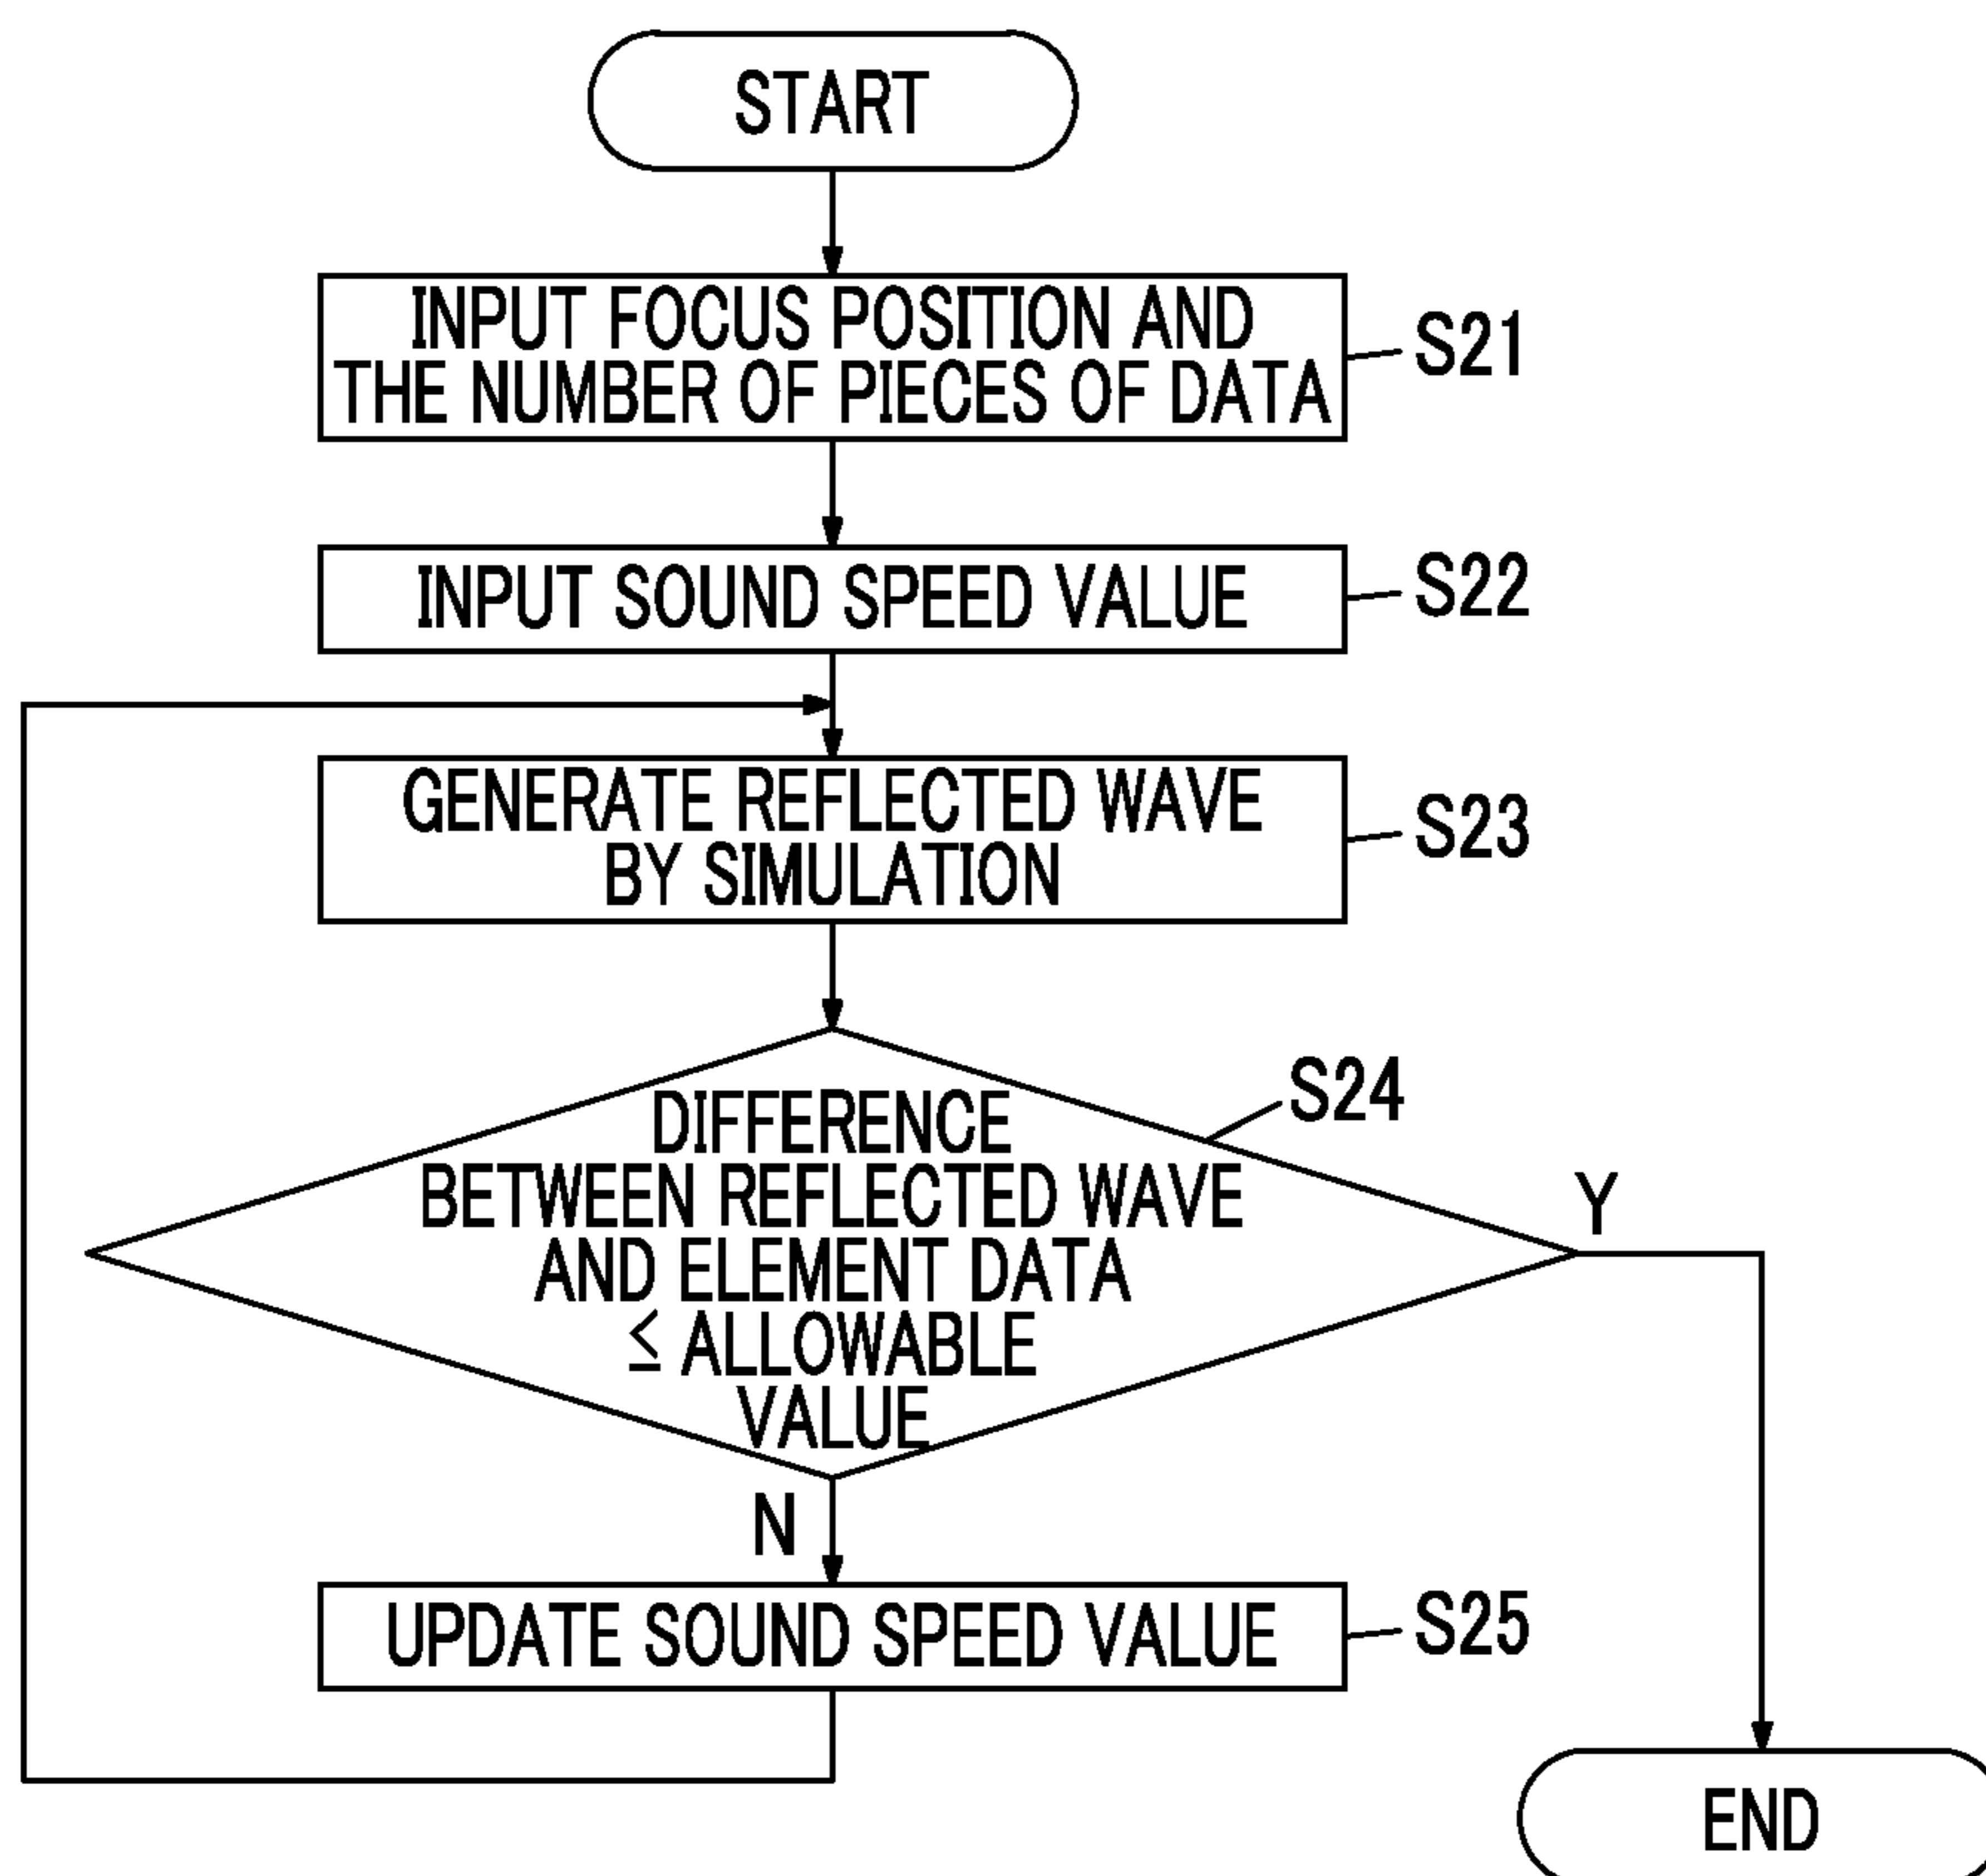 START
INPUT FOCUS POSITION AND
THE NUMBER OF PIECES OF DATA
S21
INPUT SOUND SPEED VALUE
S22
GENERATE REFLECTED WAVE
BY SIMULATION
S23
DIFFERENCE
BETWEEN REFLECTED WAVE
AND ELEMENT DATA
≤ ALLOWABLE
VALUE
S24
Y
N
UPDATE SOUND SPEED VALUE
S25
END